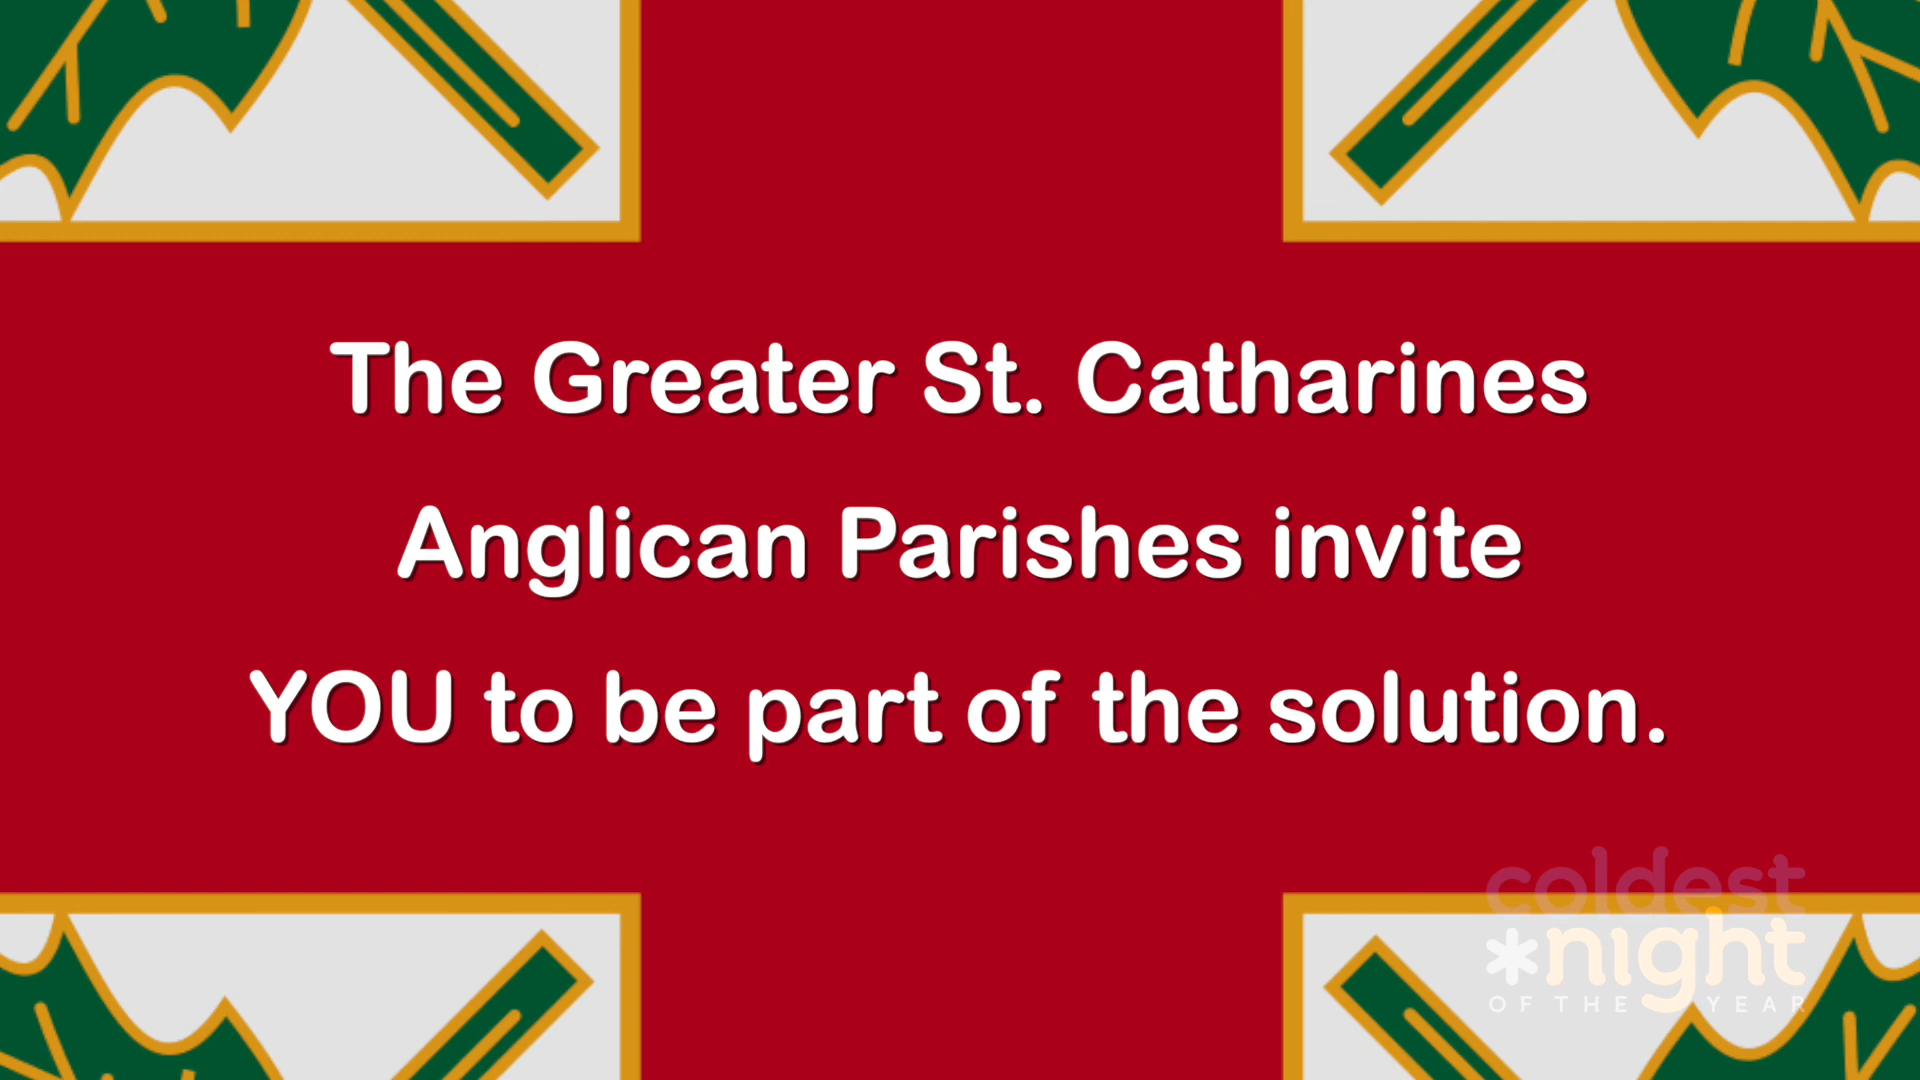 The Greater St. Catharines
Anglican Parishes invite
YOU to be part of the solution.
coldest
*night
OF THE YEAR